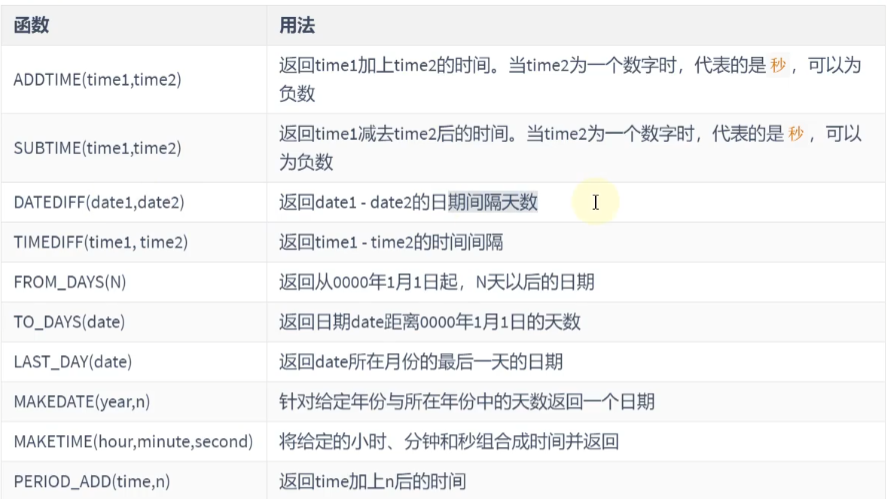 函数 用法
ADDTIME(time1,time2) 返回time1加上time2的时间。当time2为一个数字时，代表的是 秒 ，可以为
负数
SUBTIME(time1,time2) 返回time1减去time2后的时间。当time2为一个数字时，代表的是 秒 ，可以
为负数
DATEDIFF(date1,date2) 返回date1 - date2的日期间隔天数
TIMEDIFF(time1, time2) 返回time1 - time2的时间间隔
FROM_DAYS(N) 返回从0000年1月1日起，N天以后的日期
TO_DAYS(date) 返回日期date距离0000年1月1日的天数
LAST_DAY(date) 返回date所在月份的最后一天的日期
MAKEDATE(year,n) 针对给定年份与所在年份中的天数返回一个日期
MAKETIME(hour,minute,second) 将给定的小时、分钟和秒组合成时间并返回
PERIOD_ADD(time,n) 返回time加上n后的时间